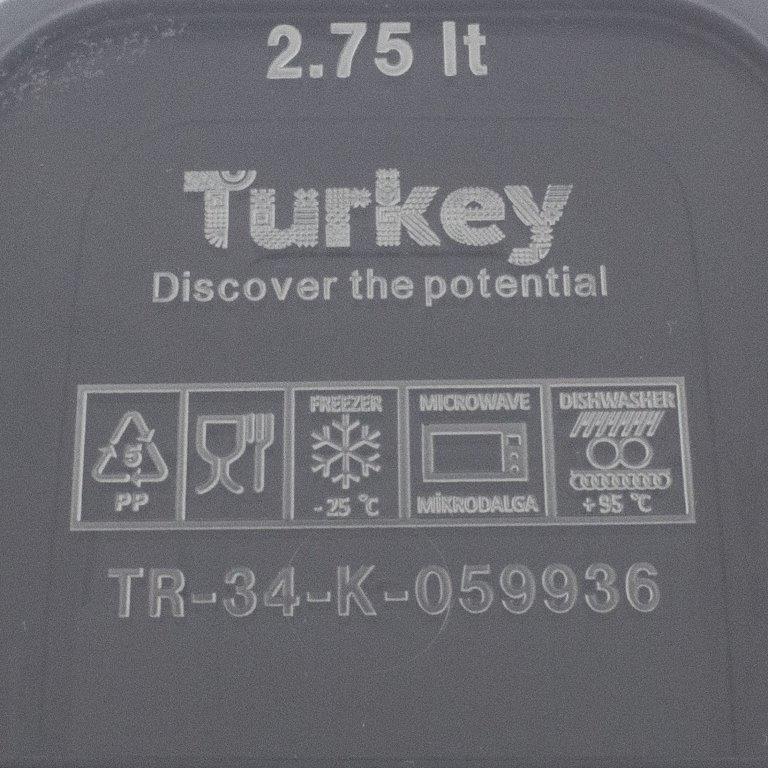 2.75 lt
Turkey
Discover the potential
5
PP
FREEZER
-25 °C
MICROWAVE
MİKRODALGA
DISHWASHER
+95 °C
TR-34-K-059936